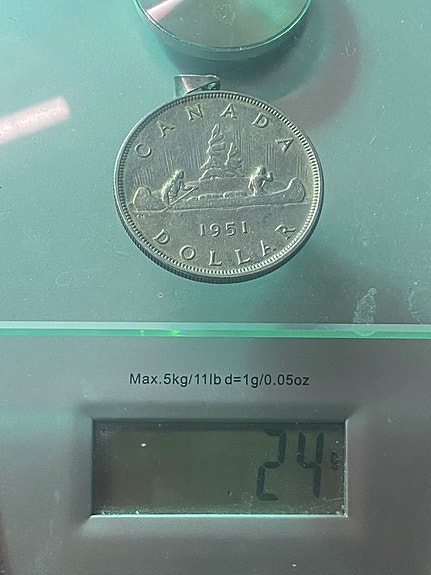 CANADA
1951
DOLLAR
Max.5kg/11lb d=1g/0.05oz
24g